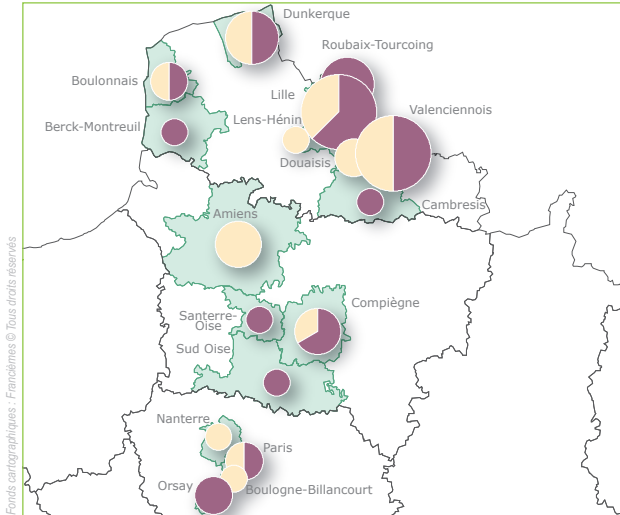 Dunkerque
Roubaix-Tourcoing
Boulonnais
Lille
Valenciennois
Berck-Montreuil
Lens-Hénin
Douaisis
Cambresis
Amiens
Compiègne
Santerre-
Oise
Sud Oise
Nanterre
Paris
Orsay
Boulogne-Billancourt
Fonds cartographiques : Franclèmes © Tous droits réservés